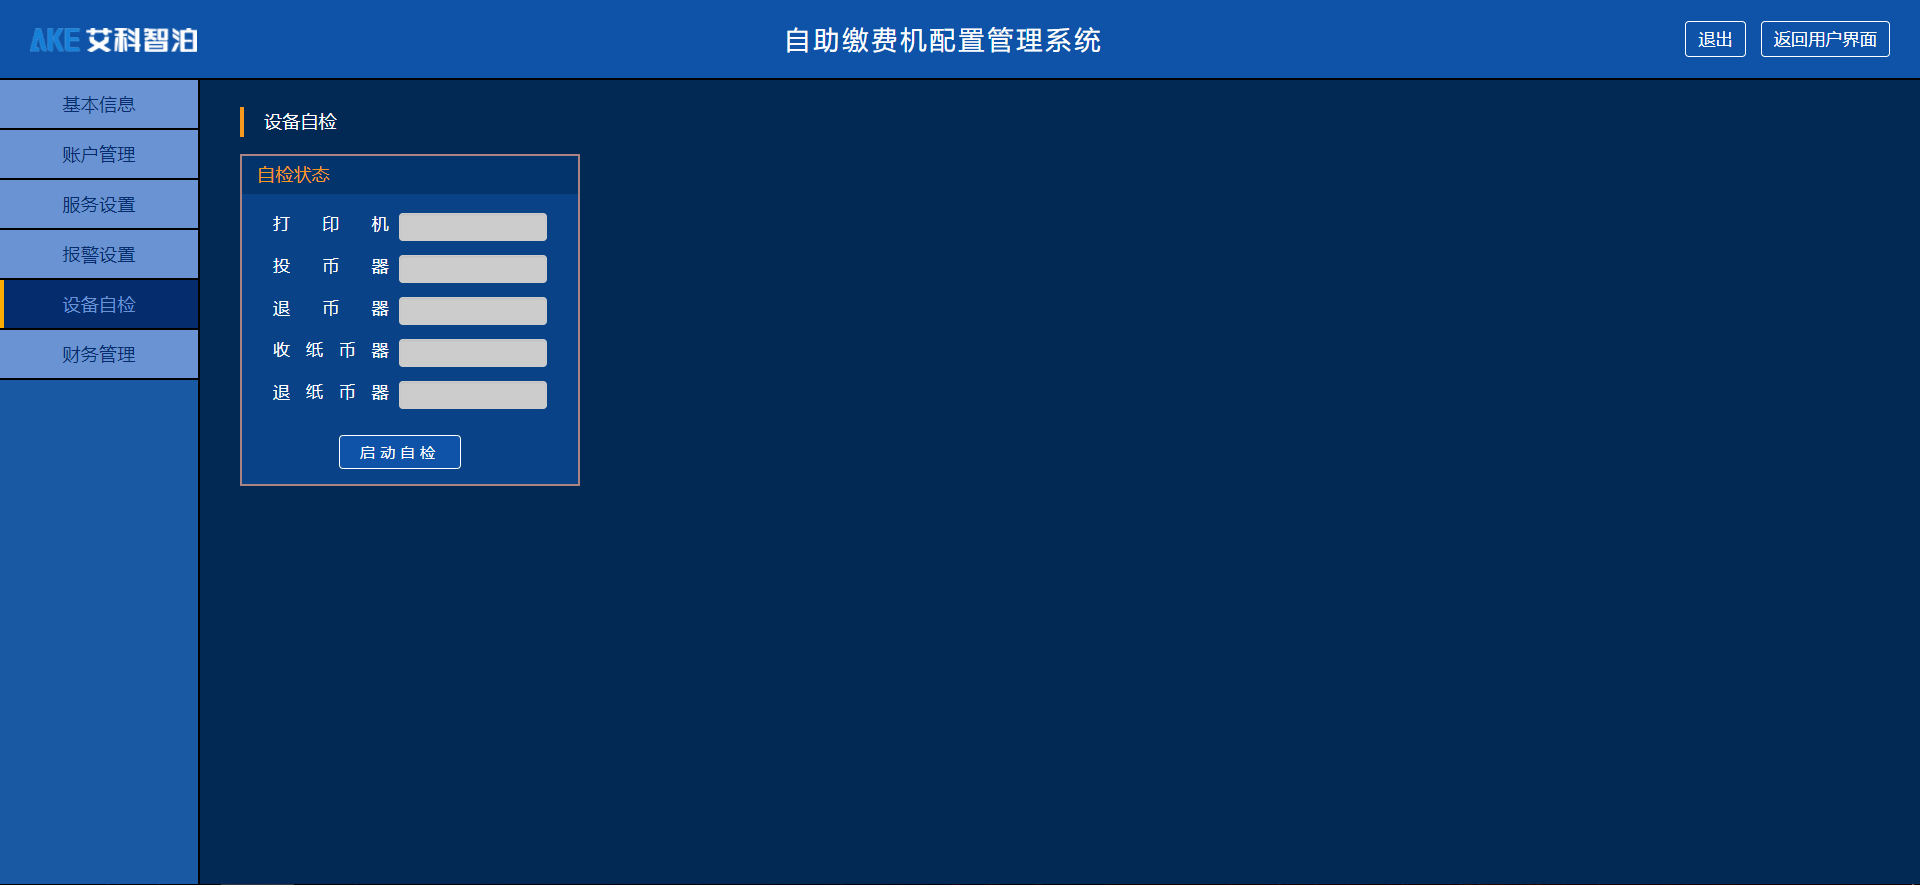 AKE 艾科智泊
自助缴费机配置管理系统
退出
返回用户界面
基本信息
账户管理
服务设置
报警设置
设备自检
财务管理
设备自检
自检状态
打印机
投币器
退币器
收纸币器
退纸币器
启动自检